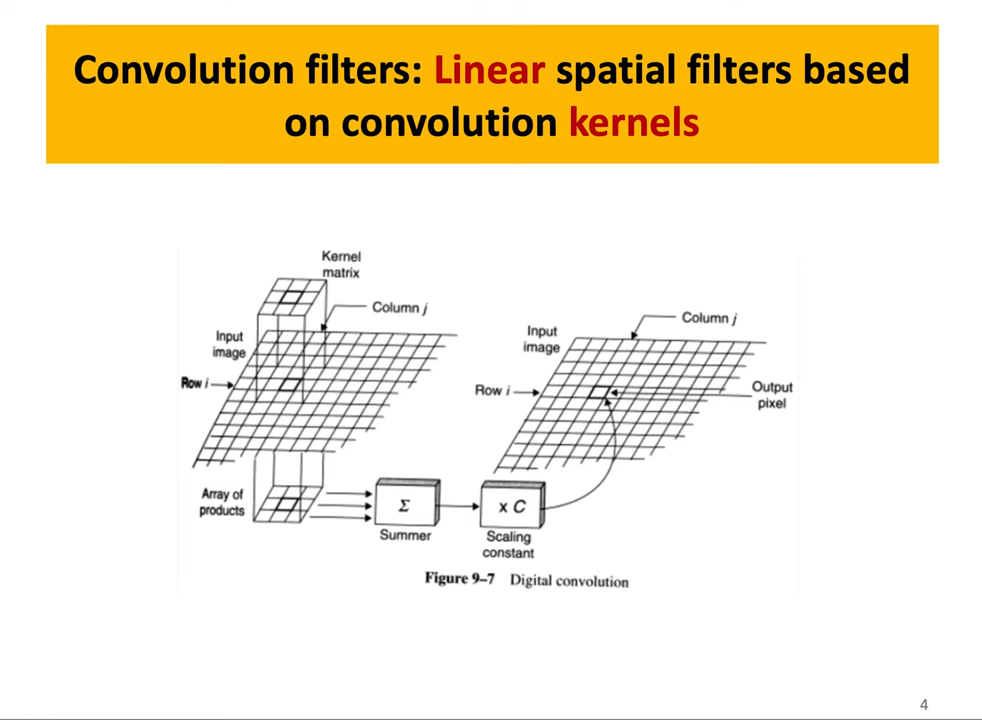 Convolution filters: Linear spatial filters based
on convolution kernels
Kernel
matrix
Column j
Input
image
Row i
Array of
products
Σ
Summer
x C
Scaling
constant
Input
image
Column j
Row i
Output
pixel
Figure 9–7 Digital convolution
4